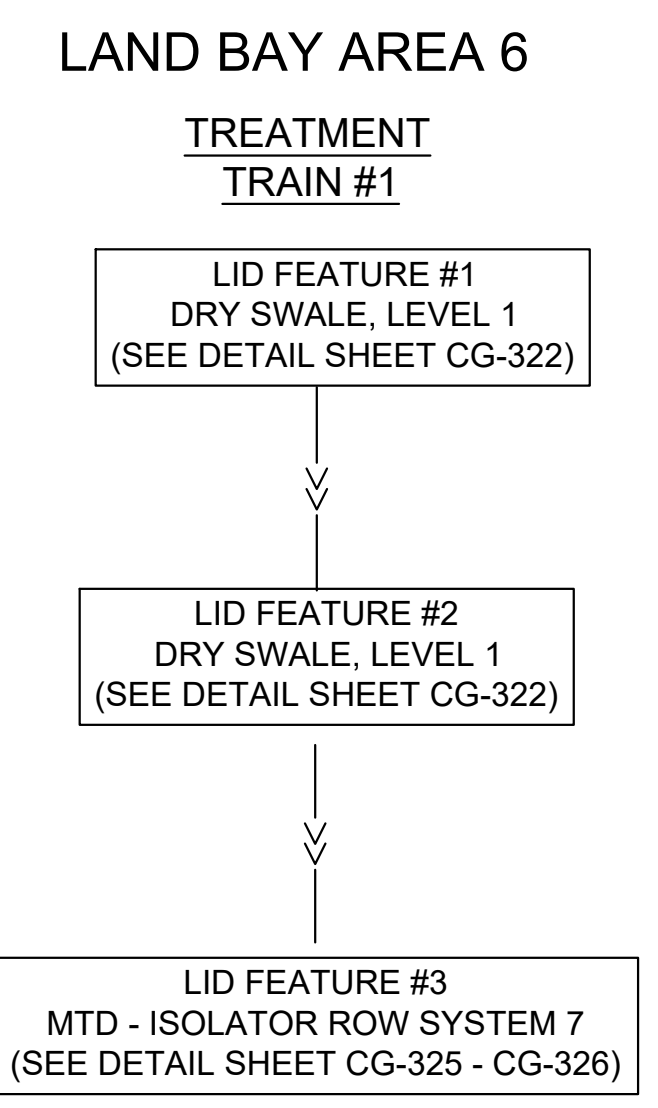 LAND BAY AREA 6
TREATMENT
TRAIN #1
LID FEATURE #1
DRY SWALE, LEVEL 1
(SEE DETAIL SHEET CG-322)
LID FEATURE #2
DRY SWALE, LEVEL 1
(SEE DETAIL SHEET CG-322)
LID FEATURE #3
MTD - ISOLATOR ROW SYSTEM 7
(SEE DETAIL SHEET CG-325 - CG-326)